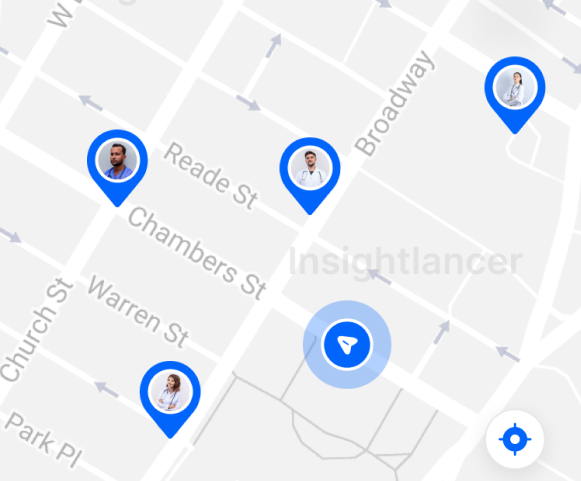 W
Broadway
Reade St
Chambers St
Insightlancer
Warren St
Church St
Park Pl